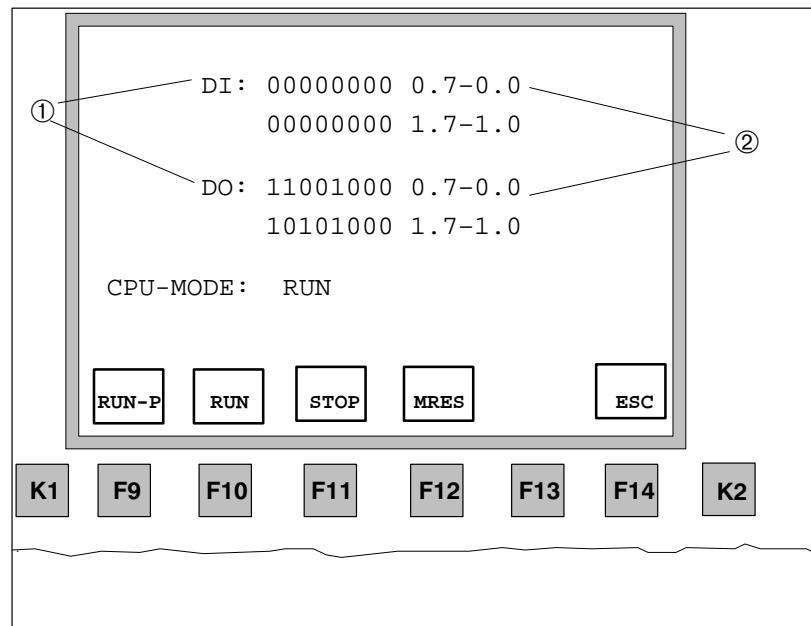 DI: 00000000 0.7–0.0
①
00000000 1.7–1.0
②
DO: 11001000 0.7–0.0
10101000 1.7–1.0
CPU-MODE: RUN
RUN-P RUN STOP MRES ESC
K1 F9 F10 F11 F12 F13 F14 K2